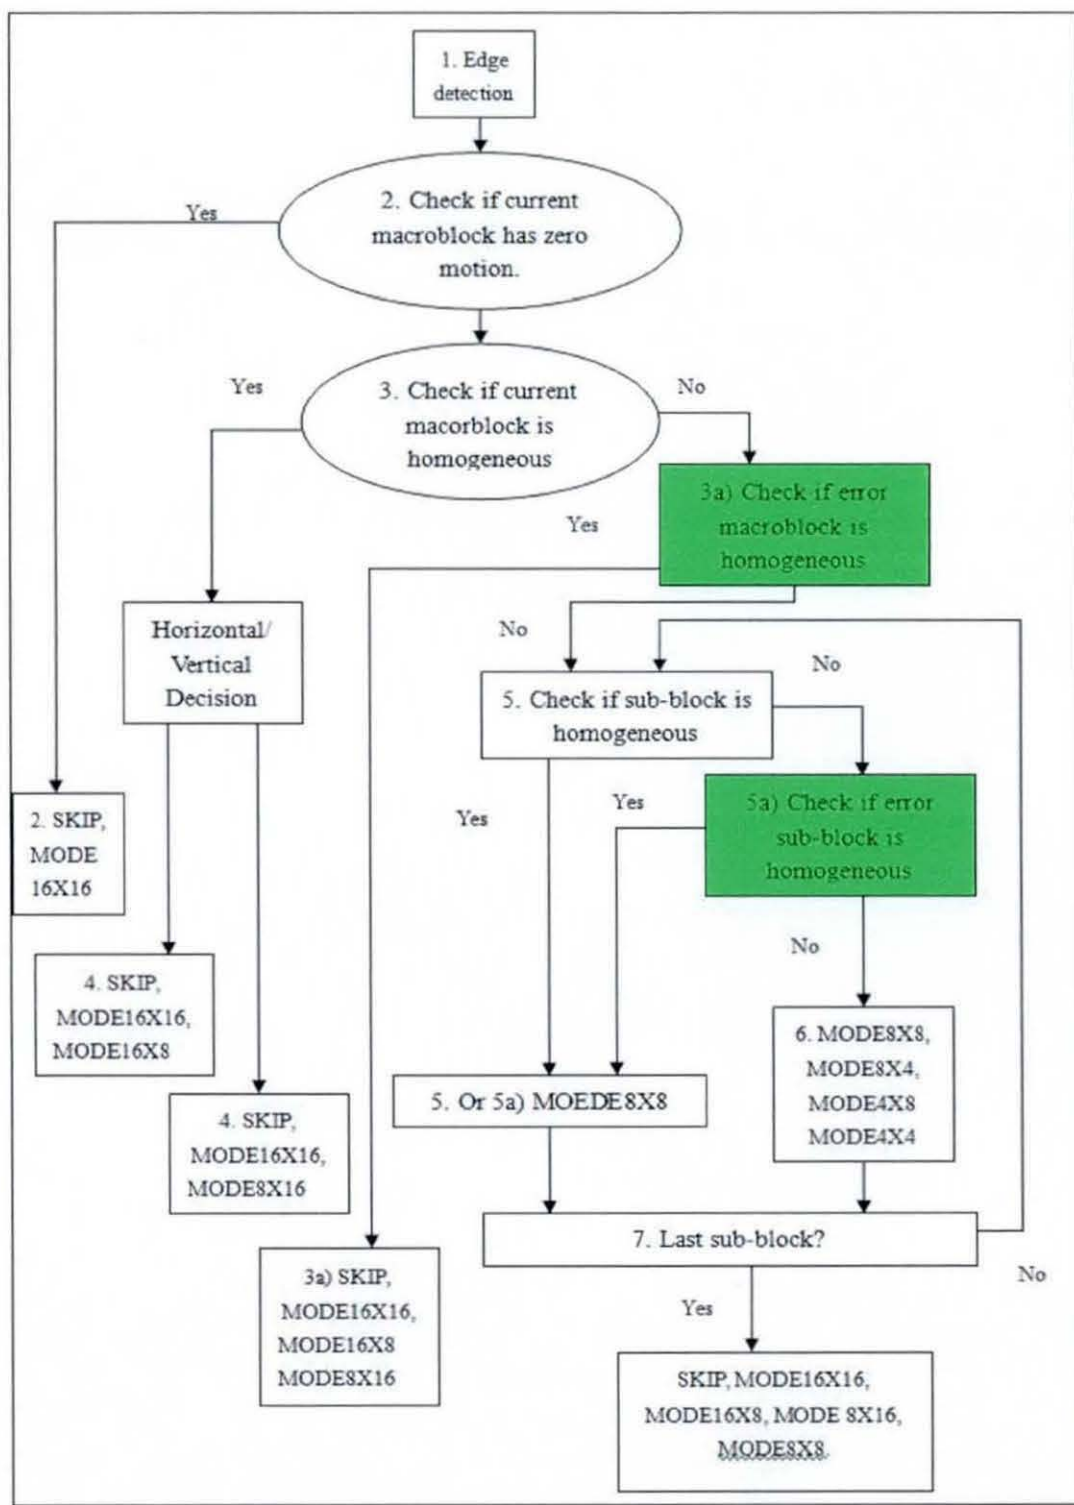 1. Edge
detection
2. Check if current
macroblock has zero
motion.
Yes
3. Check if current
macorblock is
homogeneous
Yes
No
3a) Check if error
macroblock is
homogeneous
Yes
No
Horizontal/
Vertical
Decision
5. Check if sub-block is
homogeneous
No
Yes
Yes
5a) Check if error
sub-block is
homogeneous
No
2. SKIP,
MODE
16X16
4. SKIP,
MODE16X16,
MODE16X8
4. SKIP,
MODE16X16,
MODE8X16
5. Or 5a) MOEDE8X8
6. MODE8X8,
MODE8X4,
MODE4X8
MODE4X4
7. Last sub-block?
No
Yes
3a) SKIP,
MODE16X16,
MODE16X8
MODE8X16
SKIP, MODE16X16,
MODE16X8, MODE 8X16,
MODE8X8.